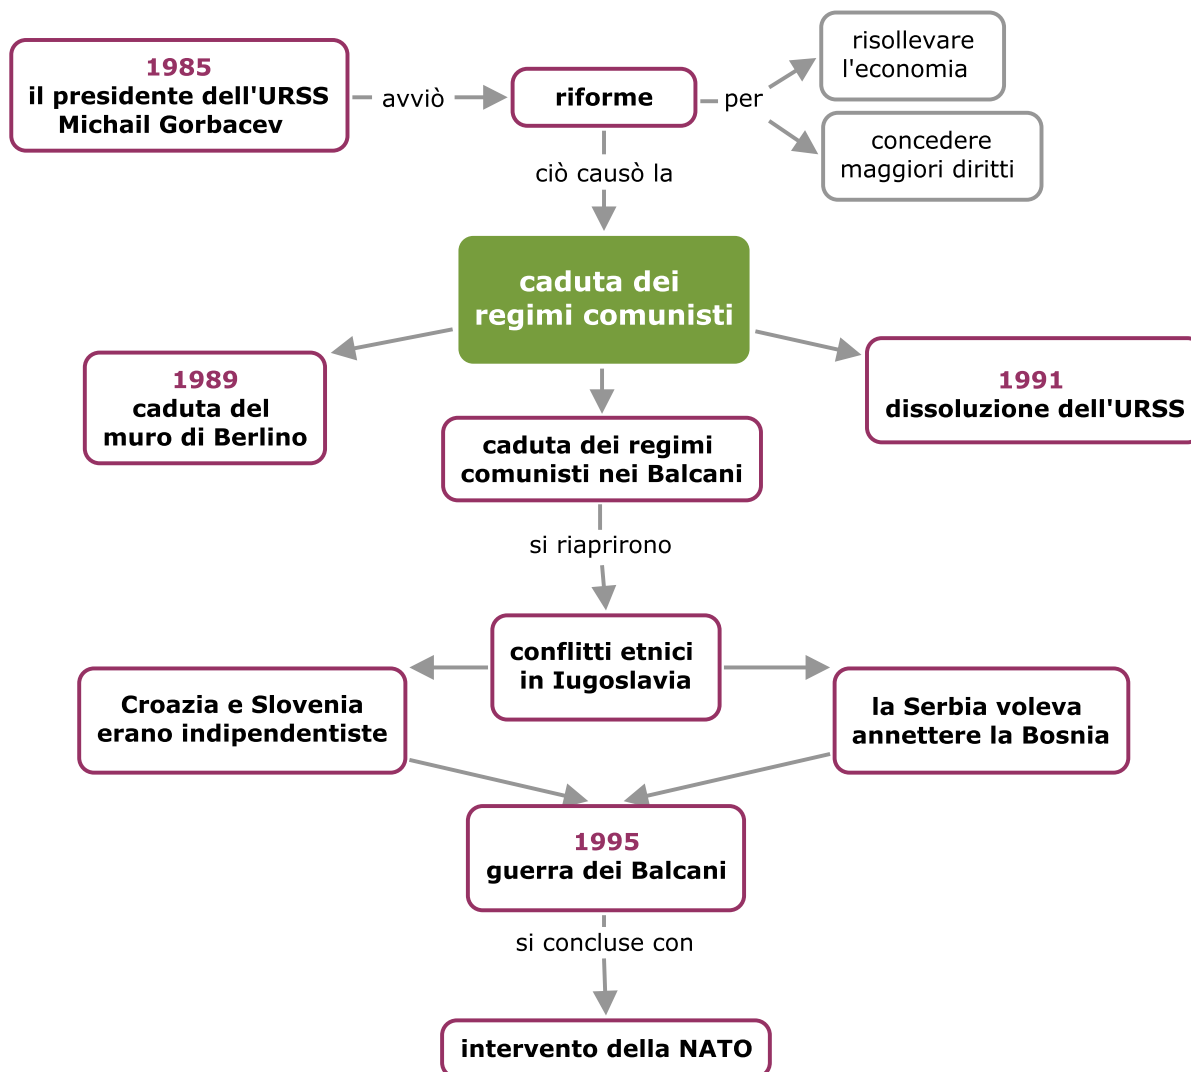 1985
il presidente dell'URSS
Michail Gorbacev
avviò
riforme
per
risollevare
l'economia
concedere
maggiori diritti
ciò causò la
caduta dei
regimi comunisti
1989
caduta del
muro di Berlino
caduta dei regimi
comunisti nei Balcani
1991
dissoluzione dell'URSS
si riaprirono
conflitti etnici
in Iugoslavia
Croazia e Slovenia
erano indipendentiste
la Serbia voleva
annettere la Bosnia
1995
guerra dei Balcani
si concluse con
intervento della NATO